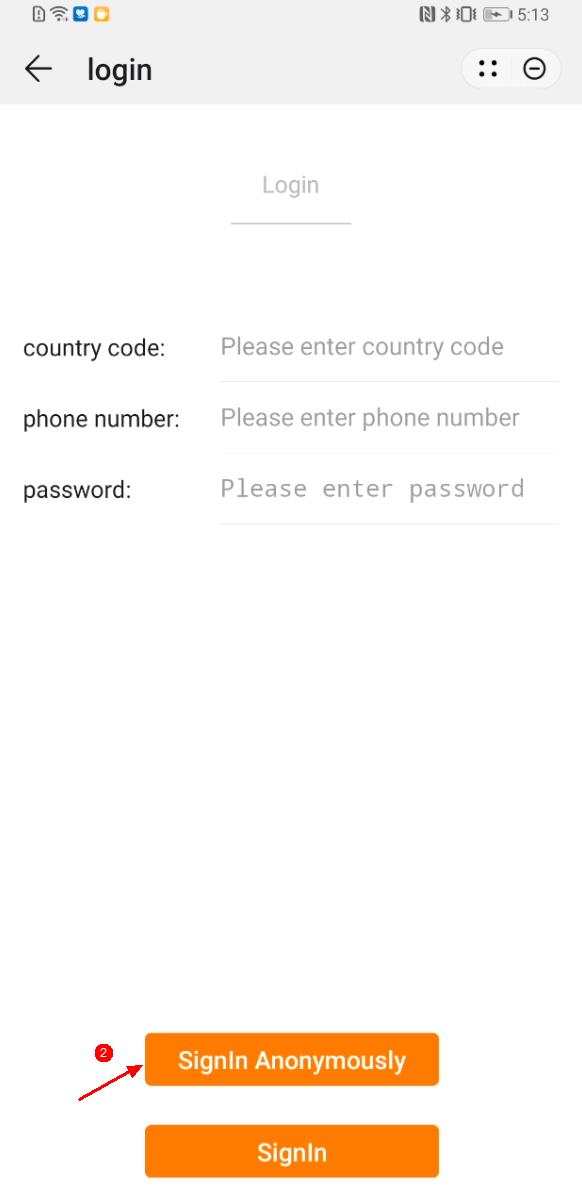 5:13
login
Login
country code: Please enter country code
phone number: Please enter phone number
password: Please enter password
2
SignIn Anonymously
SignIn